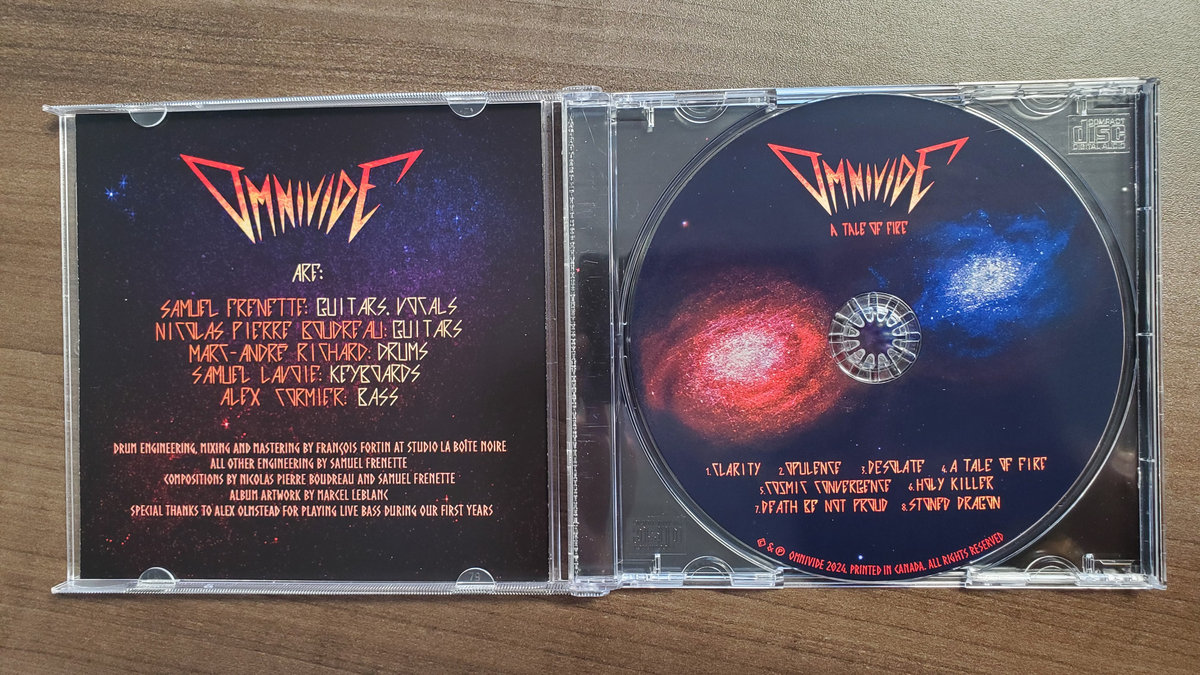 OMNIVIDE
ARE:
SAMUEL FRENETTE: GUITARS, VOCALS
NICOLAS PIERRE BOUDREAU: GUITARS
MARC-ANDRE RICHARD: DRUMS
SAMUEL LAVOIE: KEYBOARDS
ALEX CORMIER: BASS
DRUM ENGINEERING, MIXING AND MASTERING BY FRANÇOIS FORTIN AT STUDIO LA BOÎTE NOIRE
ALL OTHER ENGINEERING BY SAMUEL FRENETTE
COMPOSITIONS BY NICOLAS PIERRE BOUDREAU AND SAMUEL FRENETTE
ALBUM ARTWORK BY MARCEL LEBLANC
SPECIAL THANKS TO ALEX OLMSTEAD FOR PLAYING LIVE BASS DURING OUR FIRST YEARS
79
COMPACT
disc
DIGITAL AUDIO
OMNIVIDE
A TALE OF FIRE
1. CLARITY 2. OPULENCE 3. DESOLATE 4. A TALE OF FIRE
5. COSMIC CONVERGENCE 6. HOLY KILLER
7. DEATH BE NOT PROUD 8. STONED DRAGON
© & ℗ OMNIVIDE 2024. PRINTED IN CANADA. ALL RIGHTS RESERVED